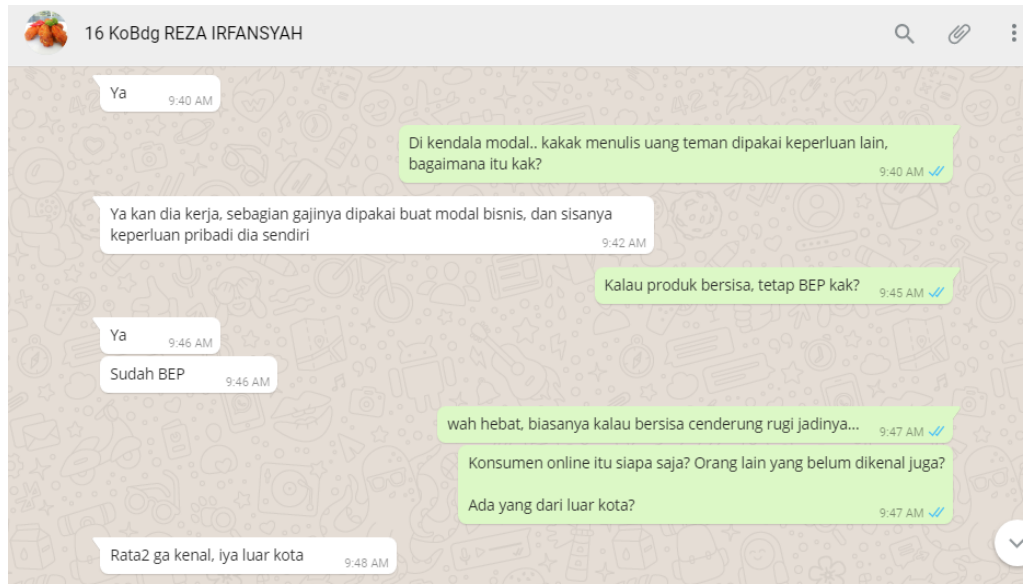 16 KoBdg REZA IRFANSYAH
Ya
9:40 AM
Di kendala modal.. kakak menulis uang teman dipakai keperluan lain,
bagaimana itu kak?
9:40 AM
Ya kan dia kerja, sebagian gajinya dipakai buat modal bisnis, dan sisanya
keperluan pribadi dia sendiri
9:42 AM
Kalau produk bersisa, tetap BEP kak?
9:45 AM
Ya
9:46 AM
Sudah BEP
9:46 AM
wah hebat, biasanya kalau bersisa cenderung rugi jadinya...
9:47 AM
Konsumen online itu siapa saja? Orang lain yang belum dikenal juga?
Ada yang dari luar kota?
9:47 AM
Rata2 ga kenal, iya luar kota
9:48 AM